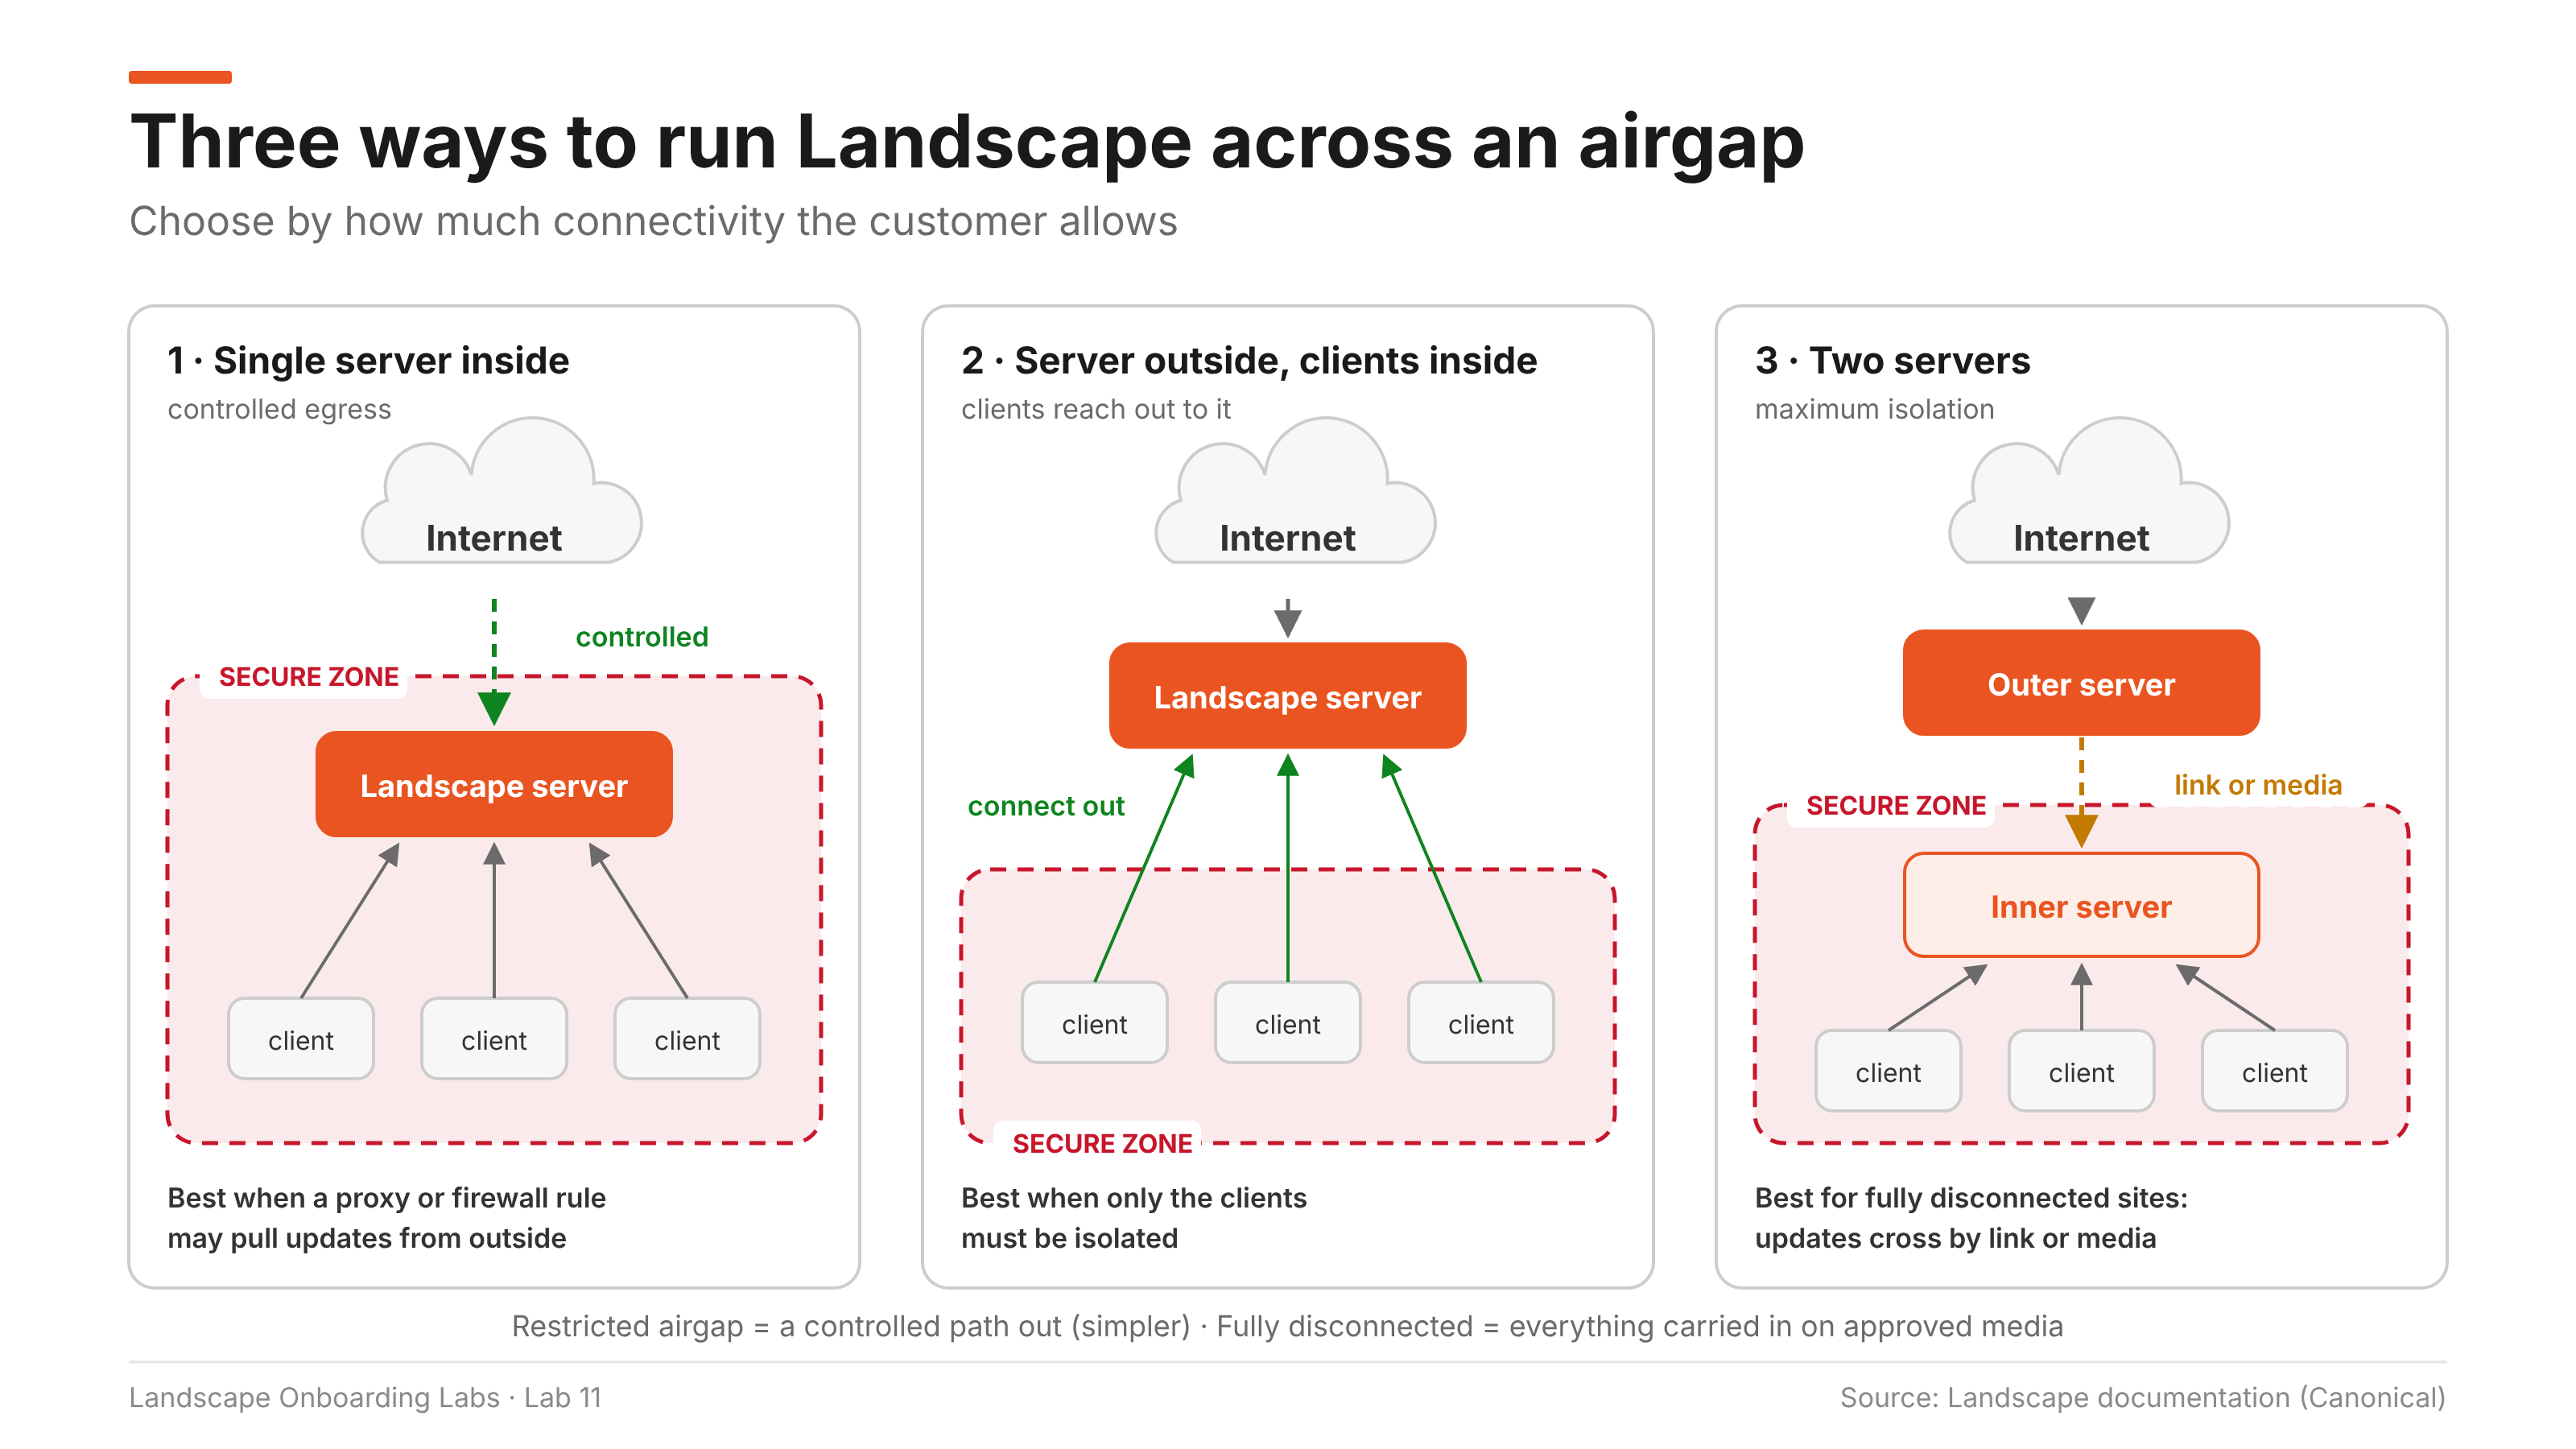 Three ways to run Landscape across an airgap
Choose by how much connectivity the customer allows
1 · Single server inside
controlled egress
Internet
controlled
SECURE ZONE
Landscape server
client
client
client
Best when a proxy or firewall rule
may pull updates from outside
2 · Server outside, clients inside
clients reach out to it
Internet
Landscape server
connect out
client
client
client
SECURE ZONE
Best when only the clients
must be isolated
3 · Two servers
maximum isolation
Internet
Outer server
link or media
SECURE ZONE
Inner server
client
client
client
Best for fully disconnected sites:
updates cross by link or media
Restricted airgap = a controlled path out (simpler) · Fully disconnected = everything carried in on approved media
Landscape Onboarding Labs · Lab 11
Source: Landscape documentation (Canonical)